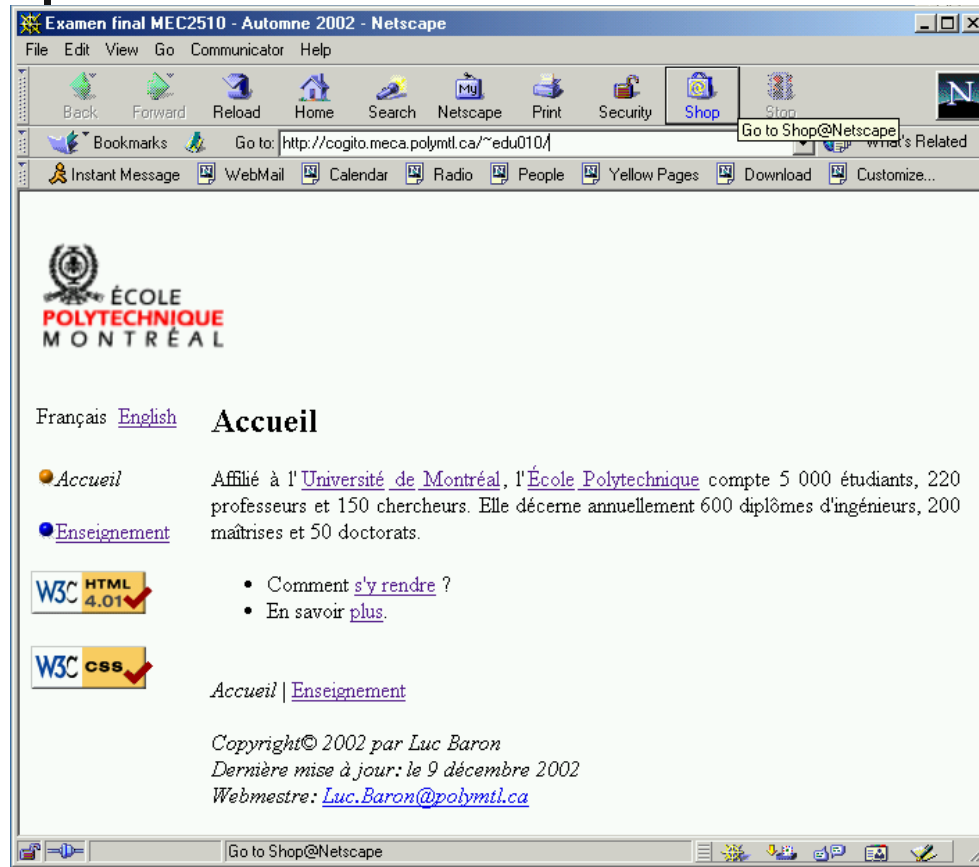 Examen final MEC2510 - Automne 2002 - Netscape
File Edit View Go Communicator Help
Back Forward Reload Home Search Netscape Print Security Shop Stop
My
N
Go to Shop@Netscape
Bookmarks Go to: http://cogito.meca.polymtl.ca/~edu010/ What's Related
Instant Message WebMail Calendar Radio People Yellow Pages Download Customize...
ÉCOLE
POLYTECHNIQUE
MONTRÉAL
Français English
Accueil
Accueil
Enseignement
W3C HTML 4.01
W3C css
Affilié à l'Université de Montréal, l'École Polytechnique compte 5 000 étudiants, 220
professeurs et 150 chercheurs. Elle décerne annuellement 600 diplômes d'ingénieurs, 200
maîtrises et 50 doctorats.
• Comment s'y rendre ?
• En savoir plus.
Accueil | Enseignement
Copyright© 2002 par Luc Baron
Dernière mise à jour: le 9 décembre 2002
Webmestre: Luc.Baron@polymtl.ca
Go to Shop@Netscape